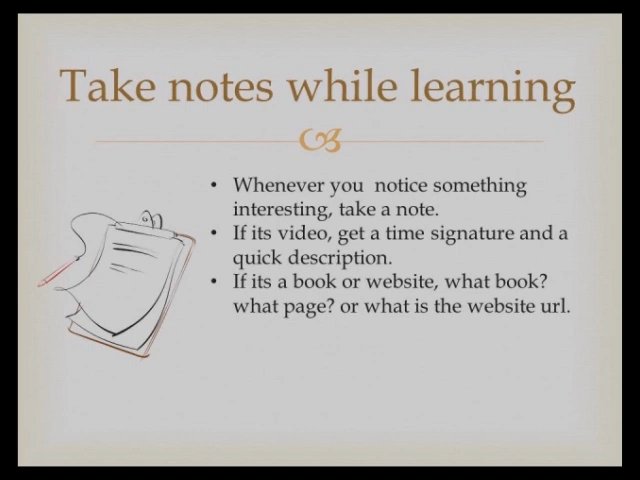 Take notes while learning
• Whenever you  notice something
interesting, take a note.
• If its video, get a time signature and a
quick description.
• If its a book or website, what book?
what page? or what is the website url.